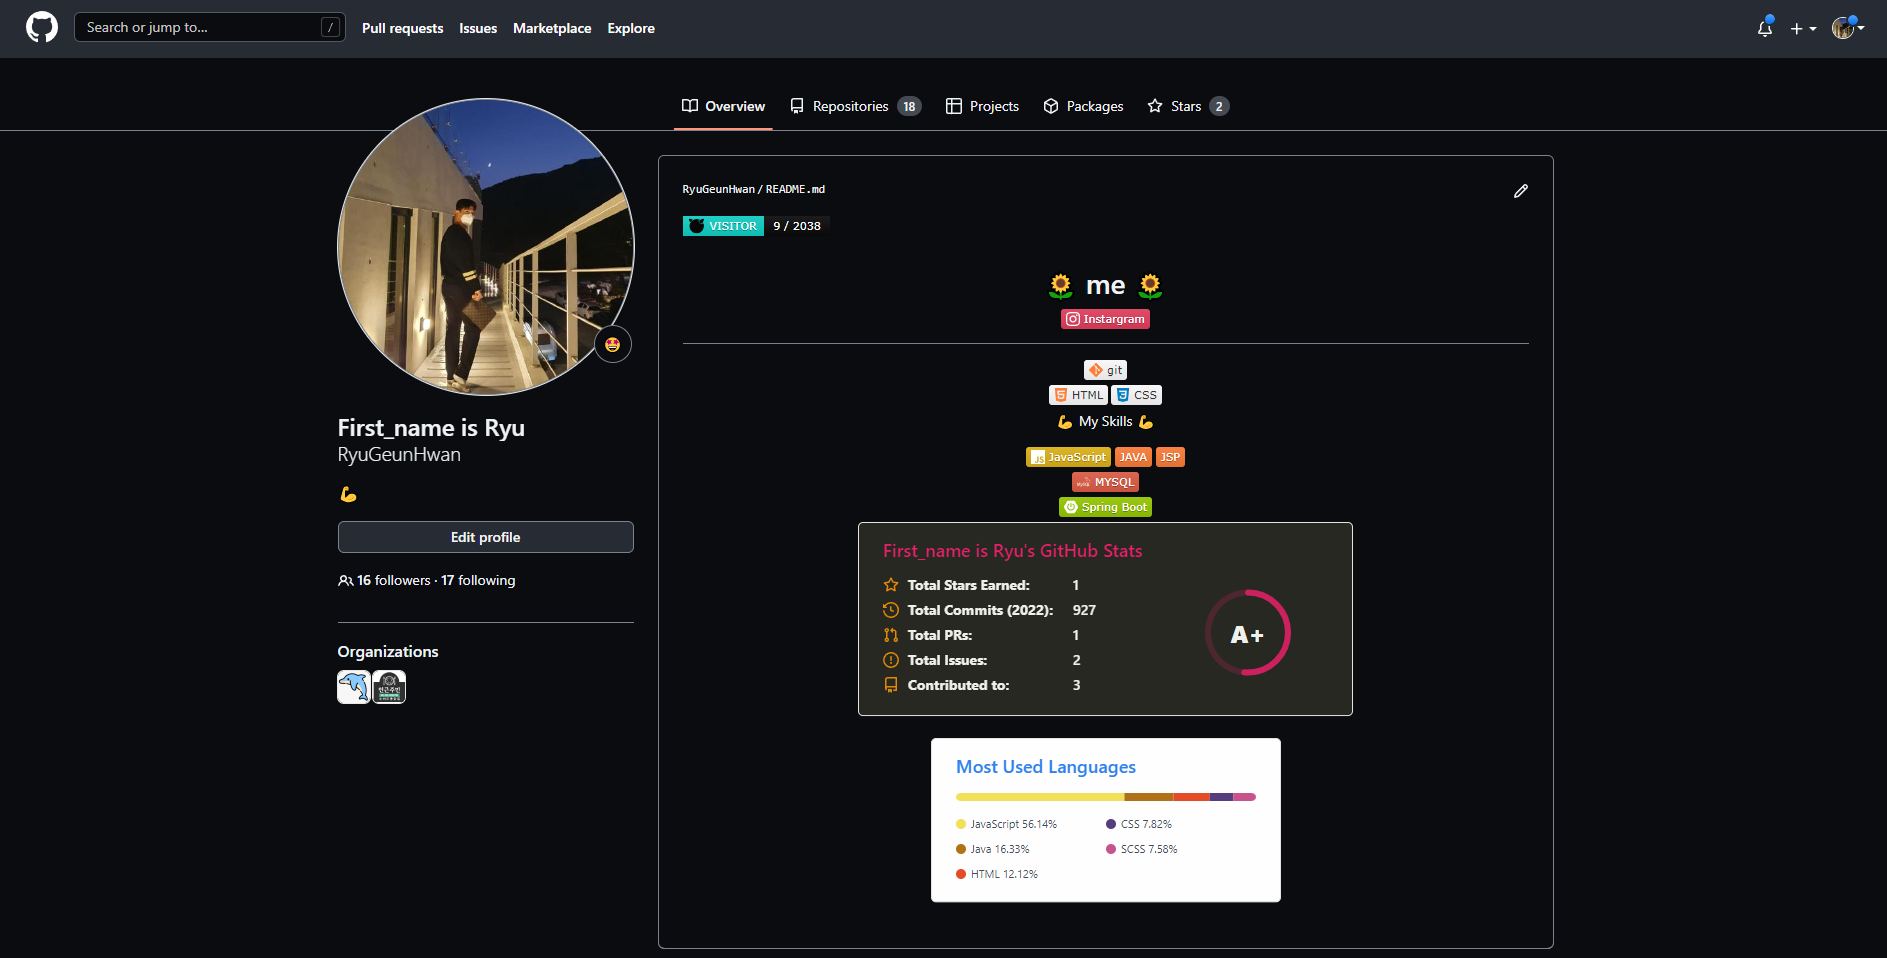 Search or jump to... /
Pull requests Issues Marketplace Explore
Overview Repositories 18 Projects Packages Stars 2
First_name is Ryu
RyuGeunHwan
Edit profile
16 followers · 17 following
Organizations
RyuGeunHwan / README.md
VISITOR 9 / 2038
me
Instargram
git
HTML CSS
My Skills
JS JavaScript JAVA JSP
MYSQL
Spring Boot
First_name is Ryu's GitHub Stats
Total Stars Earned: 1
Total Commits (2022): 927
Total PRs: 1
Total Issues: 2
Contributed to: 3
A+
Most Used Languages
JavaScript 56.14%
Java 16.33%
HTML 12.12%
CSS 7.82%
SCSS 7.58%